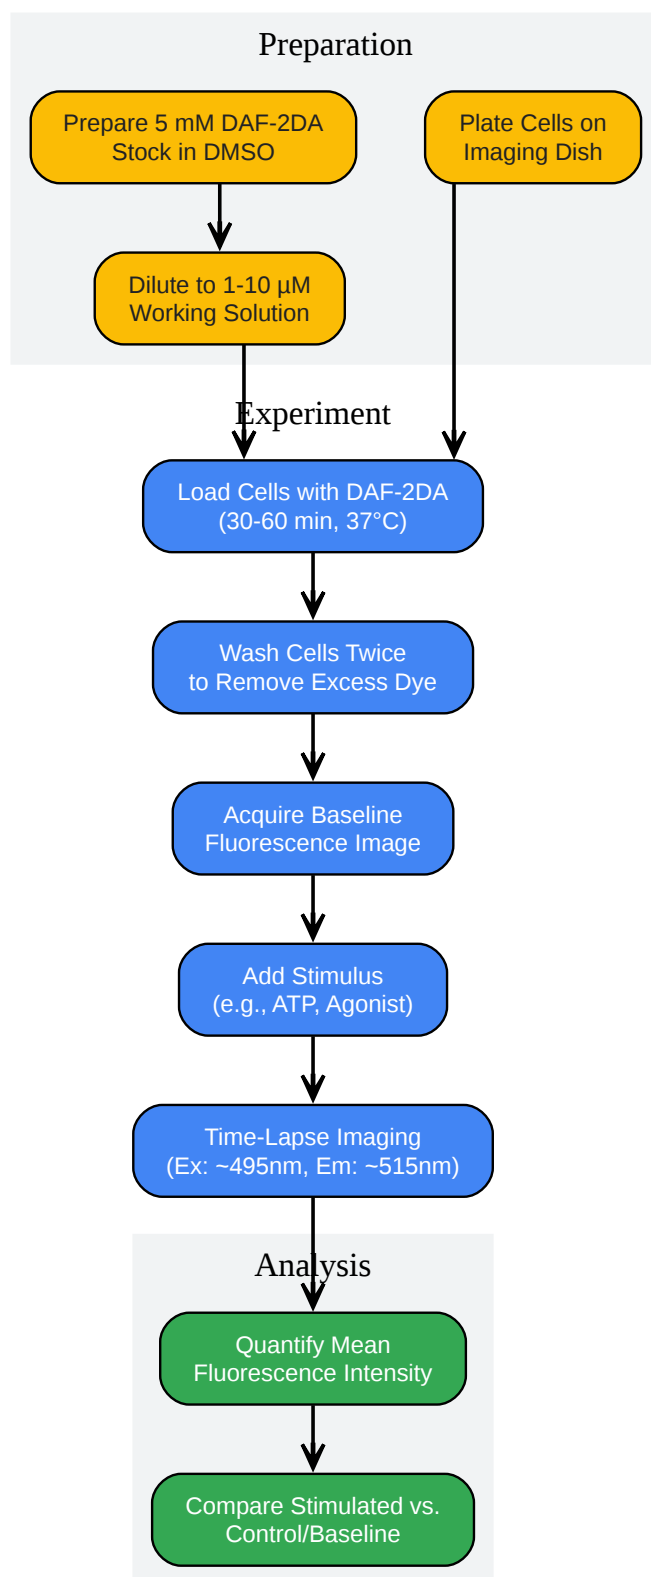 Preparation
Prepare 5 mM DAF-2DA
Stock in DMSO
Plate Cells on
Imaging Dish
Dilute to 1-10 µM
Working Solution
Experiment
Load Cells with DAF-2DA
(30-60 min, 37°C)
Wash Cells Twice
to Remove Excess Dye
Acquire Baseline
Fluorescence Image
Add Stimulus
(e.g., ATP, Agonist)
Time-Lapse Imaging
(Ex: ~495nm, Em: ~515nm)
Analysis
Quantify Mean
Fluorescence Intensity
Compare Stimulated vs.
Control/Baseline